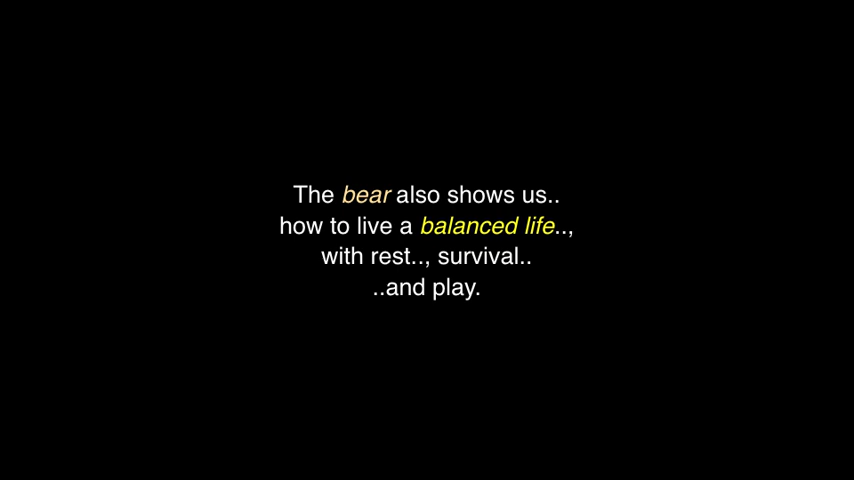 The bear also shows us..
how to live a balanced life..,
with rest.., survival..
..and play.